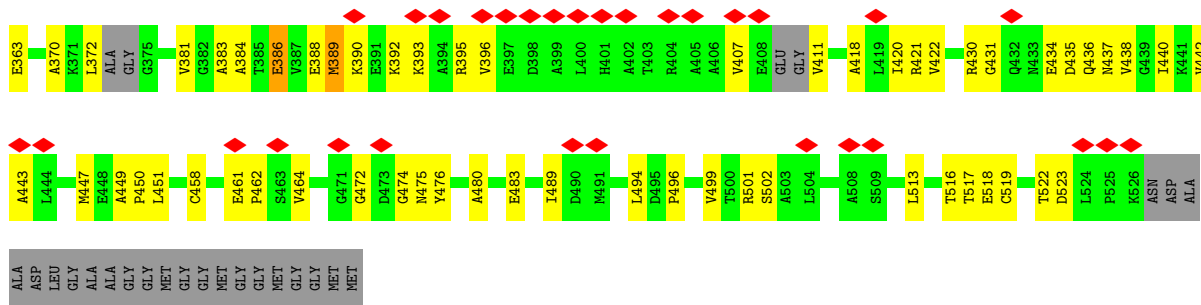 E363 A370 K371 L372 ALA GLY G375 V381 G382 A383 A384 T385 E386 V387 E388 M389 K390 E391 K392 K393 A394 R395 V396 E397 D398 A399 L400 H401 A402 T403 R404 A405 A406 V407 E408 GLU GLY V411 A418 L419 I420 R421 V422 R430 G431 Q432 N433 E434 D435 Q436 N437 V438 G439 I440 K441 V442
A443 L444 M447 E448 A449 P450 L451 C458 E461 P462 S463 V464 G471 G472 D473 G474 N475 Y476 A480 E483 I489 D490 M491 L494 D495 P496 V499 T500 R501 S502 A503 L504 A508 S509 L513 T516 T517 E518 C519 T522 D523 L524 P525 K526 ASN ASP ALA
ALA ASP LEU GLY ALA ALA GLY GLY MET GLY GLY MET GLY GLY MET GLY GLY MET MET